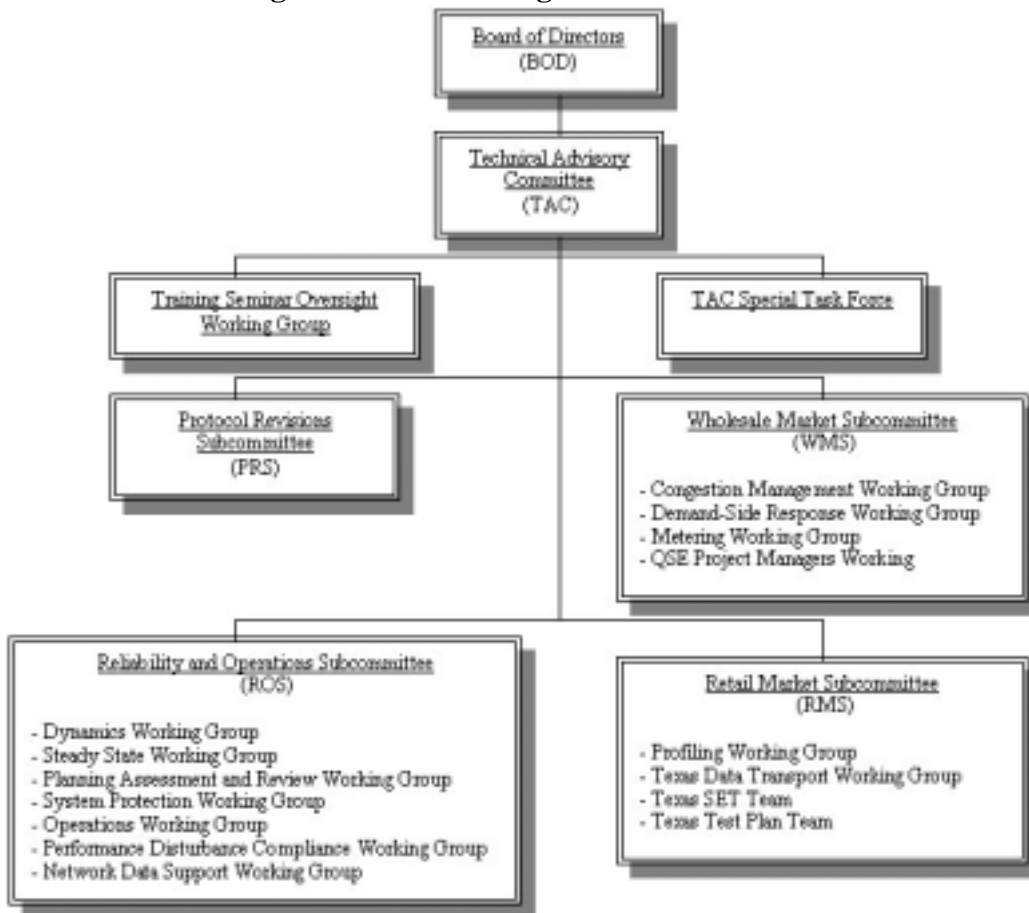 Board of Directors
(BOD)
Technical Advisory
Committee
(TAC)
Training Seminar Oversight
Working Group
TAC Special Task Force
Protocol Revisions
Subcommittee
(PRS)
Wholesale Market Subcommittee
(WMS)
- Congestion Management Working Group
- Demand-Side Response Working Group
- Metering Working Group
- QSE Project Managers Working
Reliability and Operations Subcommittee
(ROS)
- Dynamics Working Group
- Steady State Working Group
- Planning Assessment and Review Working Group
- System Protection Working Group
- Operations Working Group
- Performance Disturbance Compliance Working Group
- Network Data Support Working Group
Retail Market Subcommittee
(RMS)
- Profiling Working Group
- Texas Data Transport Working Group
- Texas SET Team
- Texas Test Plan Team